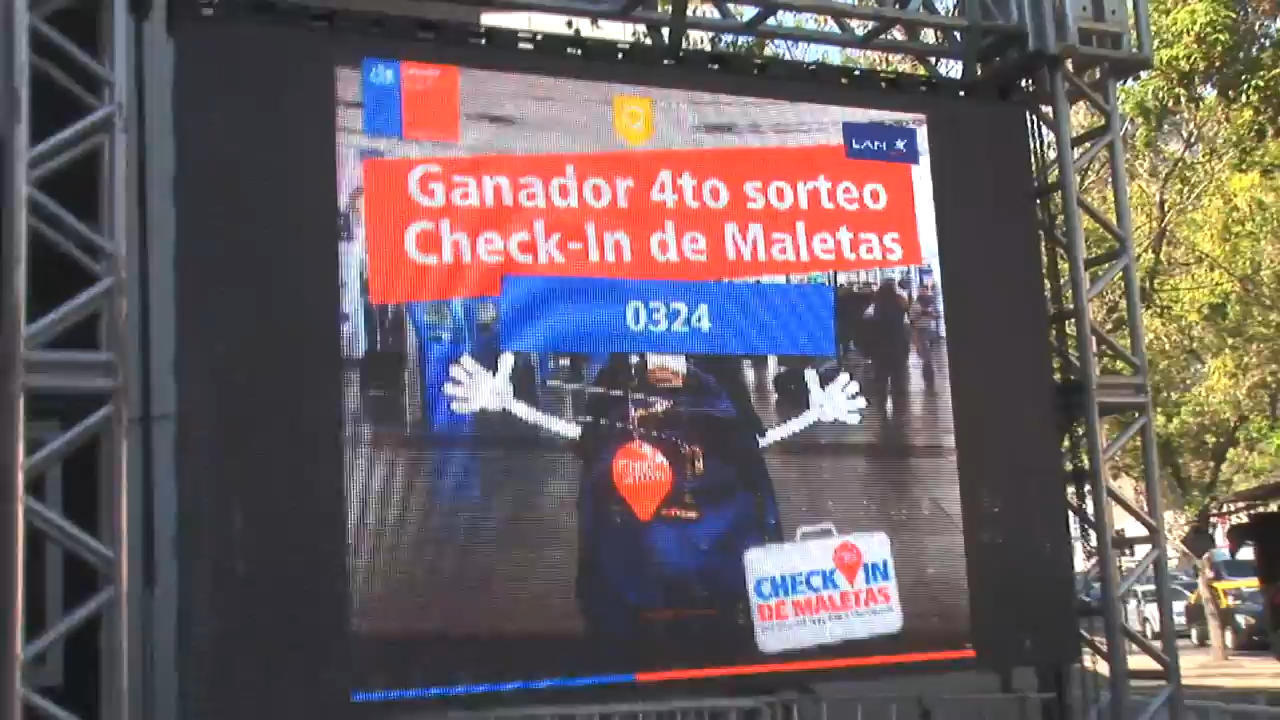 LAN
Ganador 4to sorteo
Check-In de Maletas
0324
CHECK IN
DE MALETAS